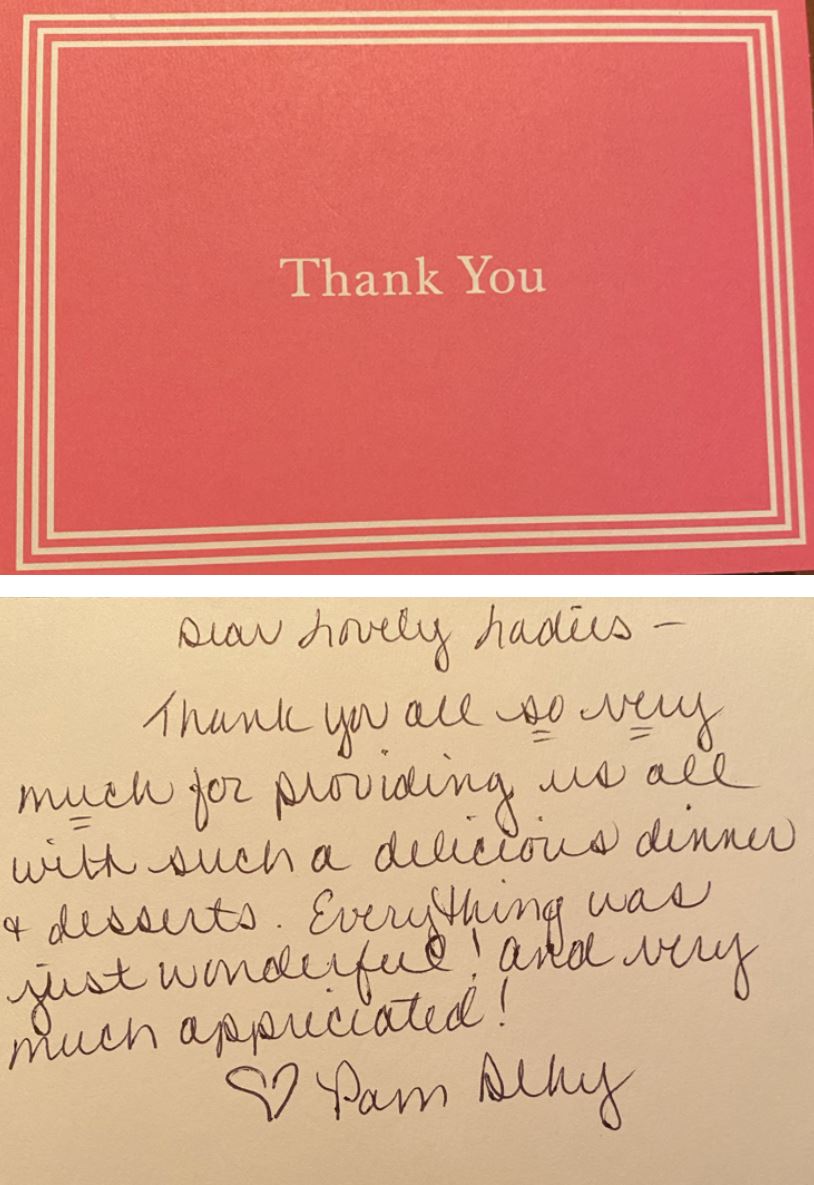 Thank You
Dear Lovely Ladies –
Thank you all so very
much for providing us all
with such a delicious dinner
& desserts. Everything was
just wonderful! and very
much appreciated!
♡ Pam